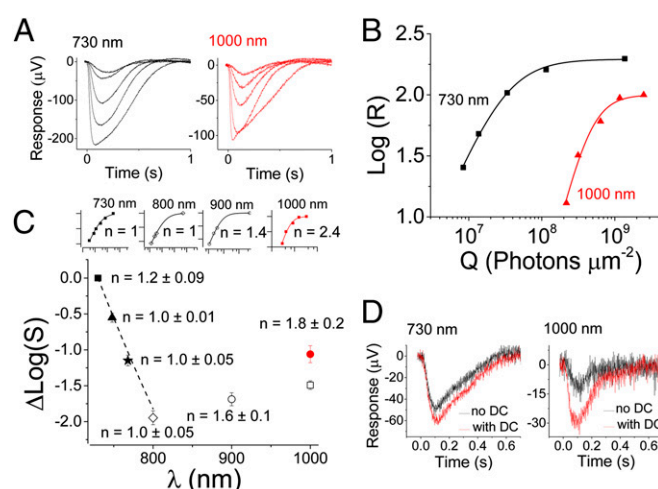 A
730 nm
1000 nm
Response (μV)
0
-100
-200
0
-50
-100
0
1
0
1
Time (s)
Time (s)
B
Log (R)
2.5
2.0
1.5
1.0
730 nm
1000 nm
10⁷
10⁸
10⁹
Q (Photons μm⁻²)
C
730 nm
800 nm
900 nm
1000 nm
n = 1
n = 1
n = 1.4
n = 2.4
ΔLog(S)
0.0
-0.5
-1.0
-1.5
-2.0
n = 1.2 ± 0.09
n = 1.0 ± 0.01
n = 1.0 ± 0.05
n = 1.0 ± 0.05
n = 1.6 ± 0.1
n = 1.8 ± 0.2
800
900
1000
λ (nm)
D
730 nm
1000 nm
Response (μV)
0
-20
-40
-60
0
-15
-30
no DC
with DC
no DC
with DC
0.0 0.2 0.4 0.6
0.0 0.2 0.4 0.6
Time (s)
Time (s)